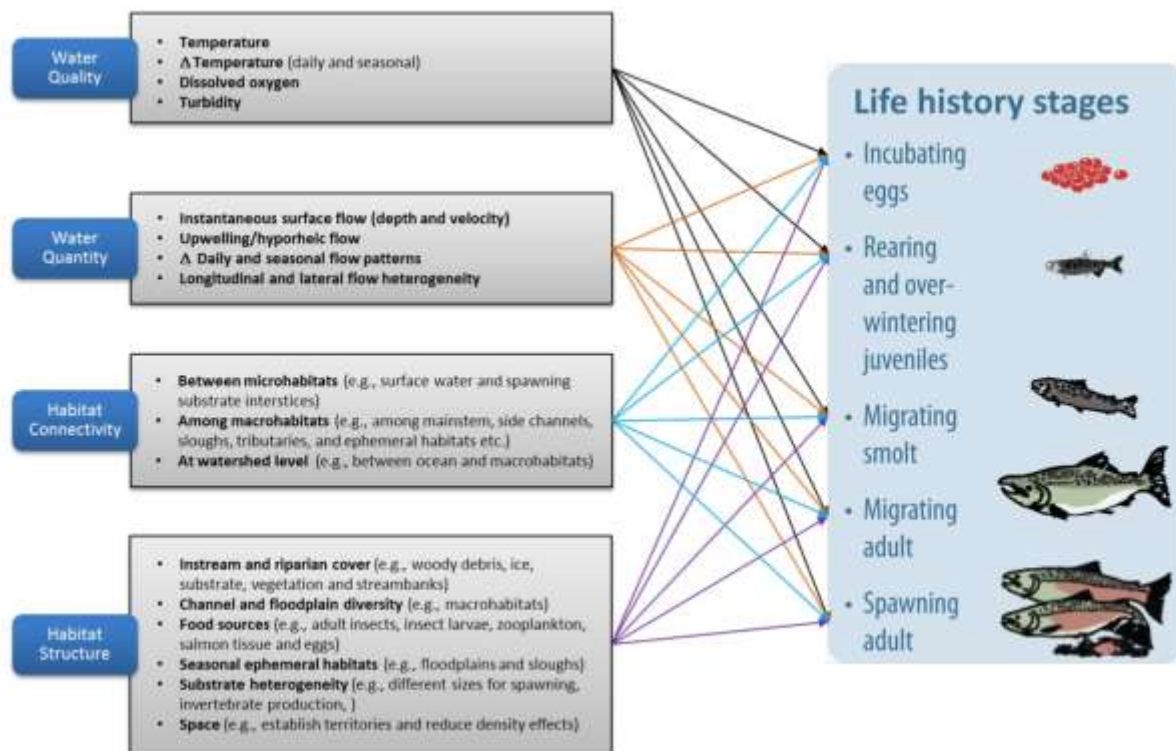 Water
Quality
• Temperature
• Δ Temperature (daily and seasonal)
• Dissolved oxygen
• Turbidity
Water
Quantity
• Instantaneous surface flow (depth and velocity)
• Upwelling/hyporheic flow
• Δ Daily and seasonal flow patterns
• Longitudinal and lateral flow heterogeneity
Habitat
Connectivity
• Between microhabitats (e.g., surface water and spawning
substrate interstices)
• Among macrohabitats (e.g., among mainstem, side channels,
sloughs, tributaries, and ephemeral habitats etc.)
• At watershed level (e.g., between ocean and macrohabitats)
Habitat
Structure
• Instream and riparian cover (e.g., woody debris, ice,
substrate, vegetation and streambanks)
• Channel and floodplain diversity (e.g., macrohabitats)
• Food sources (e.g., adult insects, insect larvae, zooplankton,
salmon tissue and eggs)
• Seasonal ephemeral habitats (e.g., floodplains and sloughs)
• Substrate heterogeneity (e.g., different sizes for spawning,
invertebrate production, )
• Space (e.g., establish territories and reduce density effects)
Life history stages
• Incubating
eggs
• Rearing
and over-
wintering
juveniles
• Migrating
smolt
• Migrating
adult
• Spawning
adult